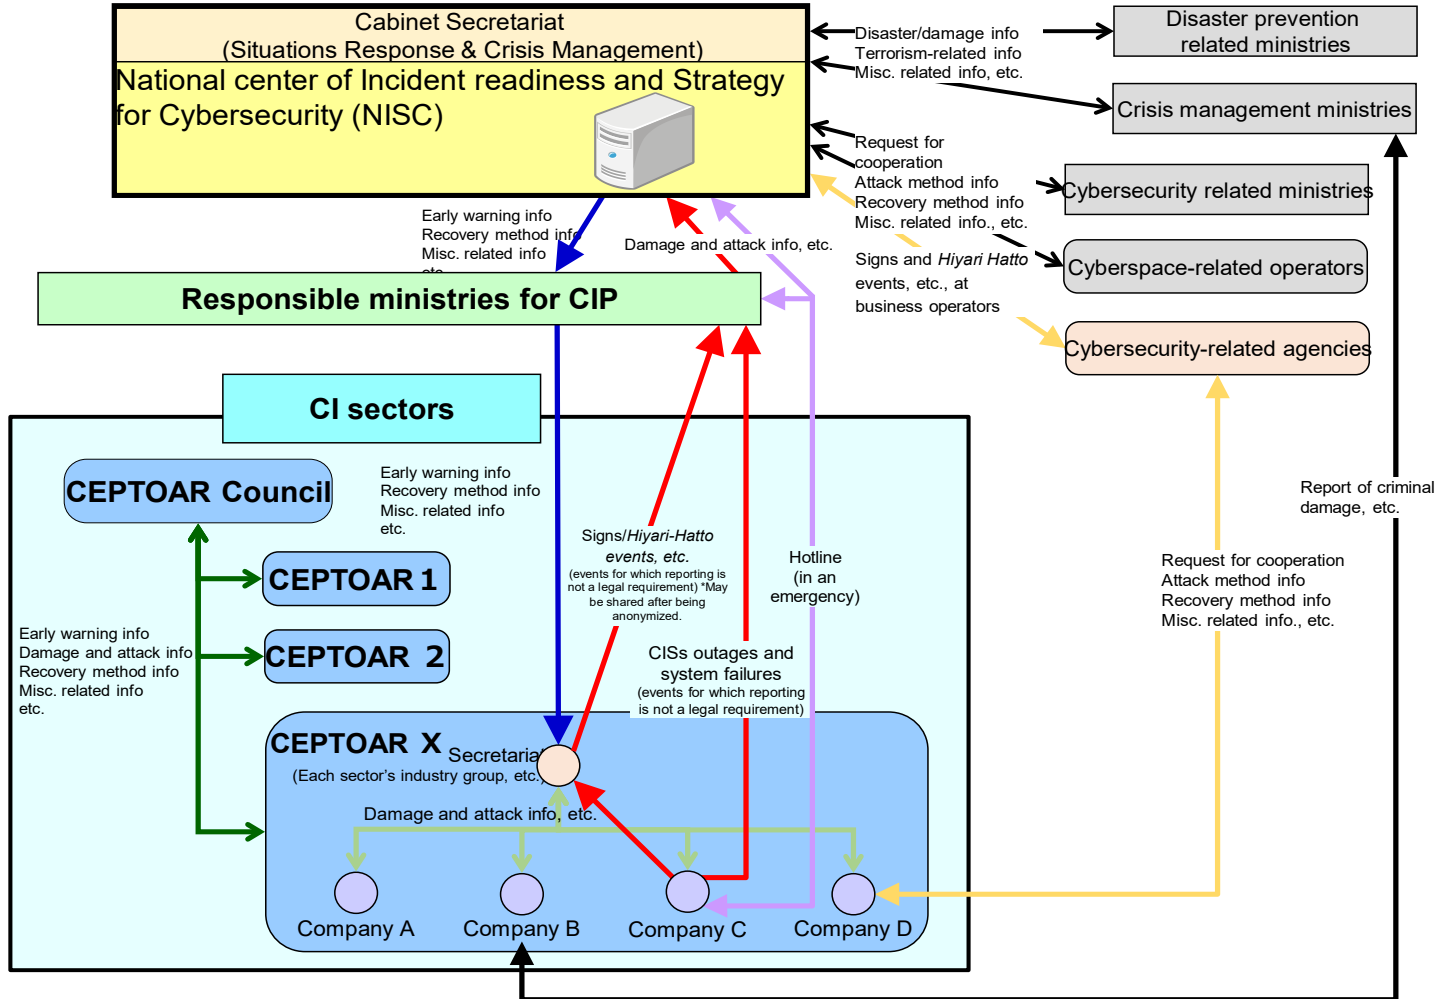 Cabinet Secretariat
(Situations Response & Crisis Management)
National center of Incident readiness and Strategy
for Cybersecurity (NISC)
Disaster/damage info
Terrorism-related info
Misc. related info, etc.
Disaster prevention
related ministries
Crisis management ministries
Request for
cooperation
Attack method info
Recovery method info
Misc. related info., etc.
Cybersecurity related ministries
Cyberspace-related operators
Signs and Hiyari Hatto
events, etc., at
business operators
Cybersecurity-related agencies
Early warning info
Recovery method info
Misc. related info
etc.
Damage and attack info, etc.
Responsible ministries for CIP
CI sectors
CEPTOAR Council
Early warning info
Recovery method info
Misc. related info
etc.
CEPTOAR 1
CEPTOAR 2
Early warning info
Damage and attack info
Recovery method info
Misc. related info
etc.
Signs/Hiyari-Hatto
events, etc.
(events for which reporting is
not a legal requirement) *May
be shared after being
anonymized.
Hotline
(in an
emergency)
CISs outages and
system failures
(events for which reporting
is not a legal requirement)
Report of criminal
damage, etc.
Request for cooperation
Attack method info
Recovery method info
Misc. related info., etc.
CEPTOAR X
Secretariat
(Each sector's industry group, etc.)
Damage and attack info, etc.
Company A
Company B
Company C
Company D